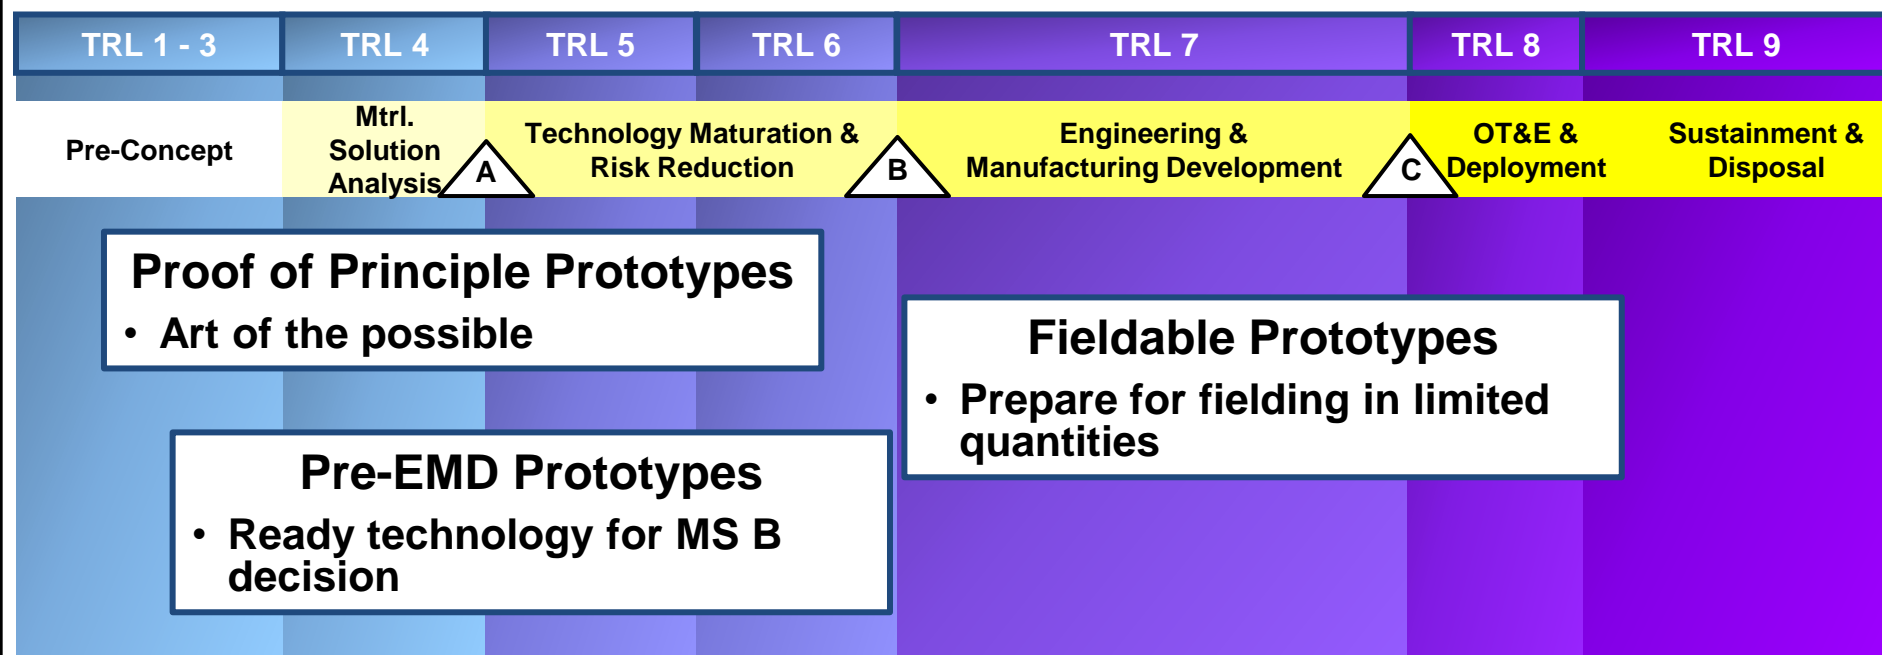 TRL 1 - 3
TRL 4
TRL 5
TRL 6
TRL 7
TRL 8
TRL 9
Pre-Concept
Mtrl.
Solution
Analysis
A
Technology Maturation &
Risk Reduction
B
Engineering &
Manufacturing Development
C
OT&E &
Deployment
Sustainment &
Disposal
Proof of Principle Prototypes
• Art of the possible
Pre-EMD Prototypes
• Ready technology for MS B
decision
Fieldable Prototypes
• Prepare for fielding in limited
quantities